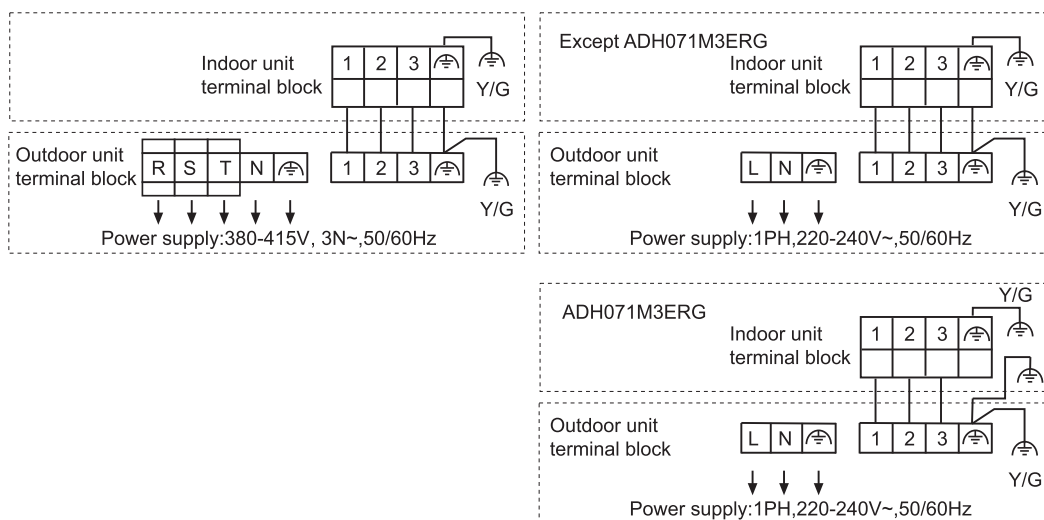 Indoor unit
terminal block
1 2 3
Y/G
Outdoor unit
terminal block
R S T N
1 2 3
Y/G
Power supply:380-415V, 3N~,50/60Hz
Except ADH071M3ERG
Indoor unit
terminal block
1 2 3
Y/G
Outdoor unit
terminal block
L N
1 2 3
Y/G
Power supply:1PH,220-240V~,50/60Hz
Y/G
ADH071M3ERG
Indoor unit
terminal block
1 2 3
Outdoor unit
terminal block
L N
1 2 3
Y/G
Power supply:1PH,220-240V~,50/60Hz